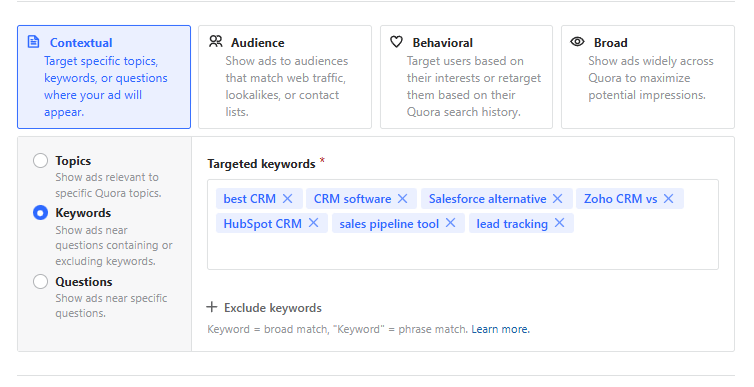 Contextual
Target specific topics,
keywords, or questions
where your ad will
appear.
Audience
Show ads to audiences
that match web traffic,
lookalikes, or contact
lists.
Behavioral
Target users based on
their interests or retarget
them based on their
Quora search history.
Broad
Show ads widely across
Quora to maximize
potential impressions.
Topics
Show ads relevant to
specific Quora topics.
Keywords
Show ads near
questions containing or
excluding keywords.
Questions
Show ads near specific
questions.
Targeted keywords *
best CRM × CRM software × Salesforce alternative × Zoho CRM vs ×
HubSpot CRM × sales pipeline tool × lead tracking ×
+ Exclude keywords
Keyword = broad match, "Keyword" = phrase match. Learn more.